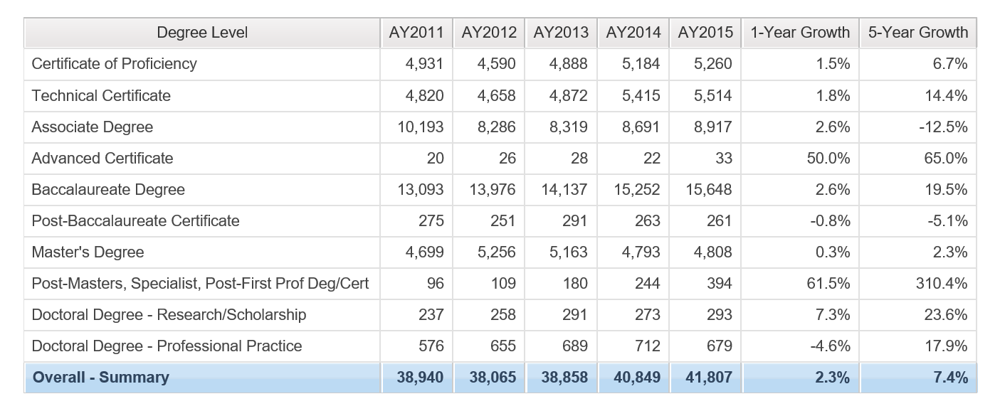 Degree Level AY2011 AY2012 AY2013 AY2014 AY2015 1-Year Growth 5-Year Growth
Certificate of Proficiency 4,931 4,590 4,888 5,184 5,260 1.5% 6.7%
Technical Certificate 4,820 4,658 4,872 5,415 5,514 1.8% 14.4%
Associate Degree 10,193 8,286 8,319 8,691 8,917 2.6% -12.5%
Advanced Certificate 20 26 28 22 33 50.0% 65.0%
Baccalaureate Degree 13,093 13,976 14,137 15,252 15,648 2.6% 19.5%
Post-Baccalaureate Certificate 275 251 291 263 261 -0.8% -5.1%
Master's Degree 4,699 5,256 5,163 4,793 4,808 0.3% 2.3%
Post-Masters, Specialist, Post-First Prof Deg/Cert 96 109 180 244 394 61.5% 310.4%
Doctoral Degree - Research/Scholarship 237 258 291 273 293 7.3% 23.6%
Doctoral Degree - Professional Practice 576 655 689 712 679 -4.6% 17.9%
Overall - Summary 38,940 38,065 38,858 40,849 41,807 2.3% 7.4%